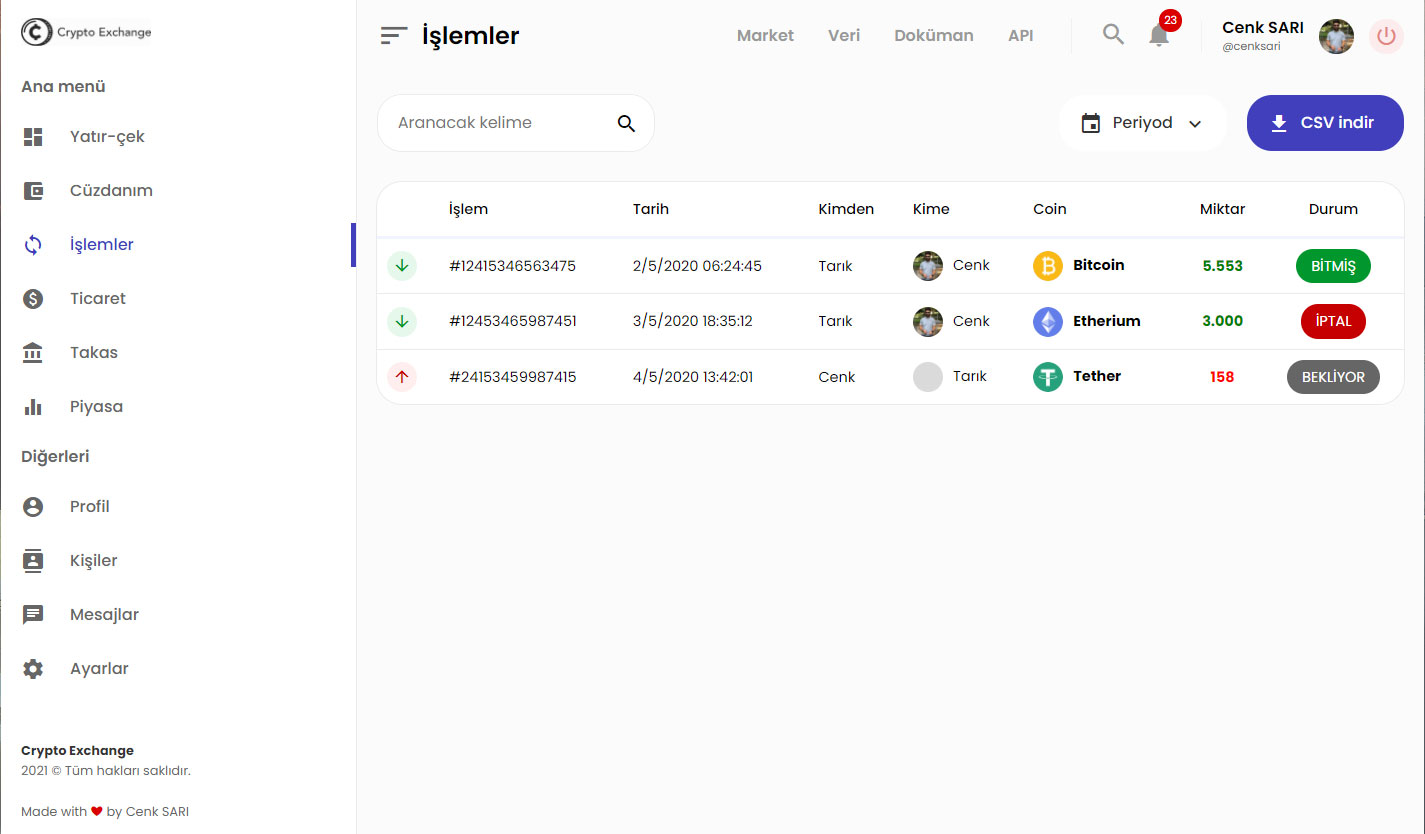 Crypto Exchange
Ana menü
Yatır-çek
Cüzdanım
İşlemler
Ticaret
Takas
Piyasa
Diğerleri
Profil
Kişiler
Mesajlar
Ayarlar
Crypto Exchange
2021 © Tüm hakları saklıdır.
Made with ❤ by Cenk SARI
İşlemler
Market Veri Doküman API
23
Cenk SARI
@cenksari
Aranacak kelime
Periyod
CSV indir
İşlem Tarih Kimden Kime Coin Miktar Durum
#12415346563475 2/5/2020 06:24:45 Tarık Cenk Bitcoin 5.553 BİTMİŞ
#12453465987451 3/5/2020 18:35:12 Tarık Cenk Etherium 3.000 İPTAL
#24153459987415 4/5/2020 13:42:01 Cenk Tarık Tether 158 BEKLİYOR